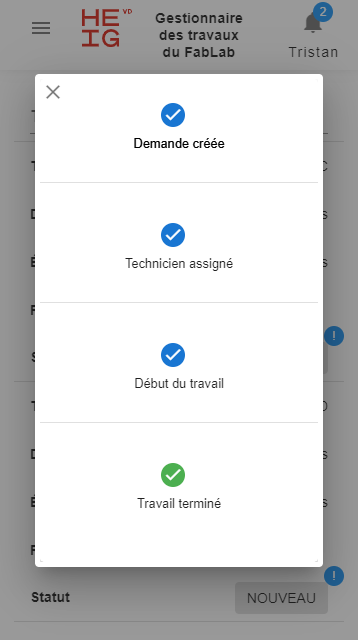 HE VD
IG
Gestionnaire
des travaux
du FabLab
2
Tristan
Demande créée
Technicien assigné
!
Début du travail
Travail terminé
!
Statut
NOUVEAU